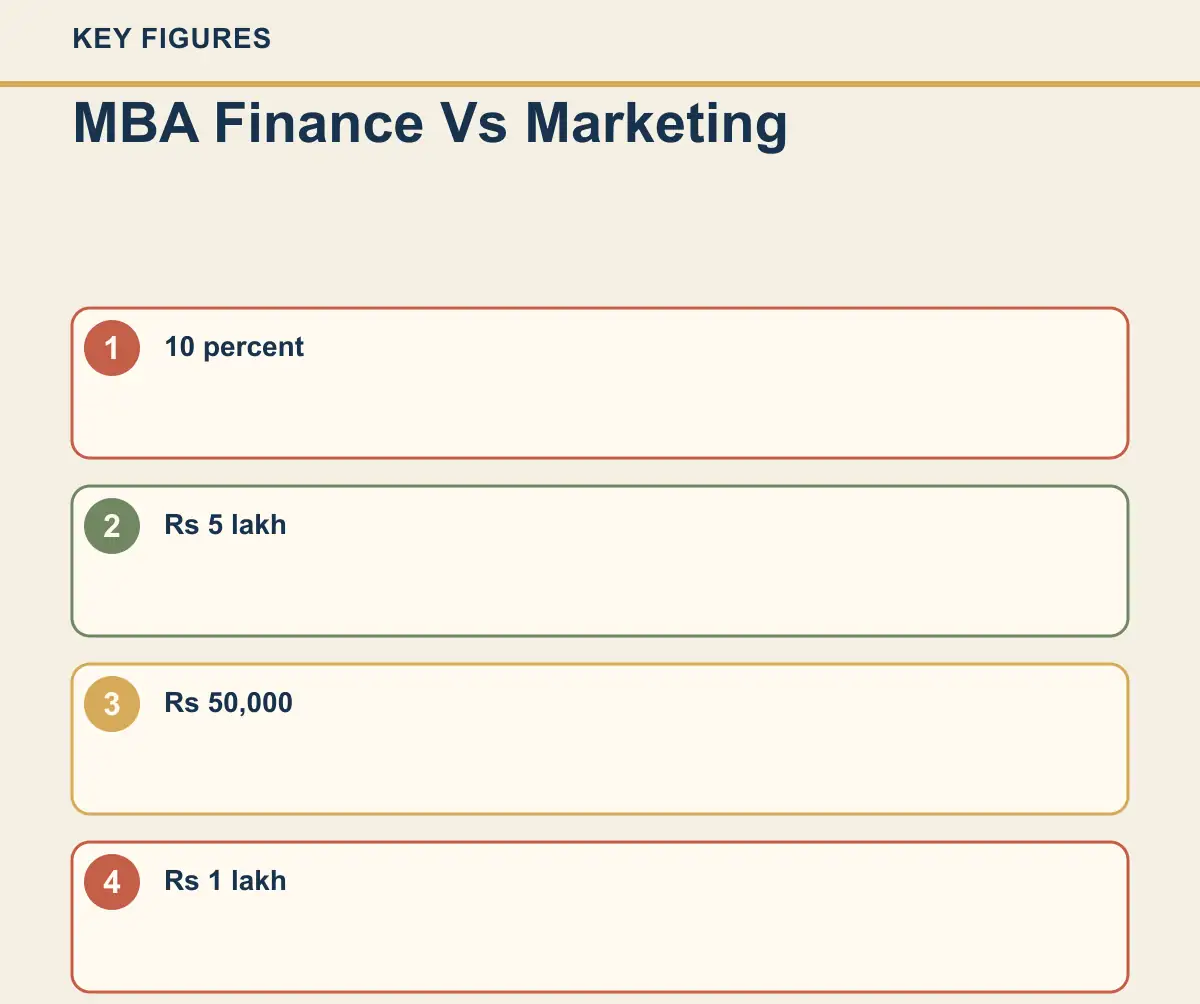 KEY FIGURES
MBA Finance Vs Marketing
1 10 percent
2 Rs 5 lakh
3 Rs 50,000
4 Rs 1 lakh